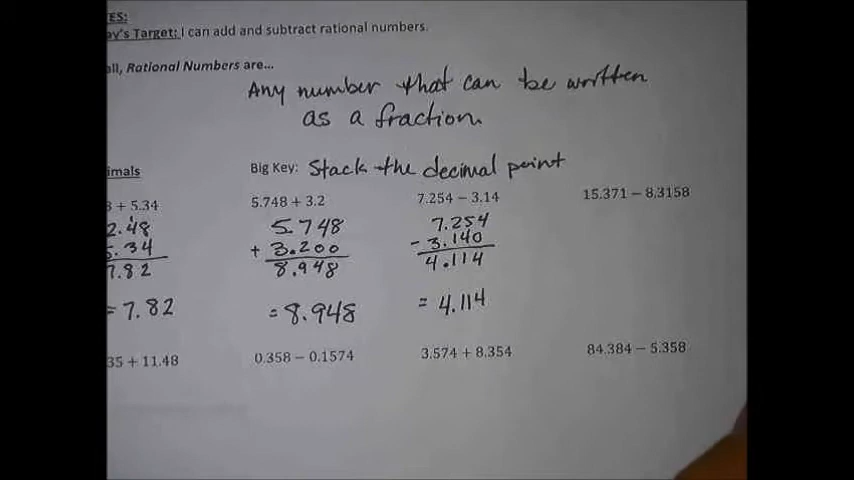 ES:
ay's Target: I can add and subtract rational numbers.
all, Rational Numbers are...
Any number that can be written
as a fraction.
imals
Big Key: Stack the decimal point
8 + 5.34
5.748 + 3.2
7.254 − 3.14
15.371 − 8.3158
1
2.48
5.34
7.82
= 7.82
5.748
+ 3.200
8.948
= 8.948
7.254
- 3.140
4.114
= 4.114
35 + 11.48
0.358 − 0.1574
3.574 + 8.354
84.384 − 5.358